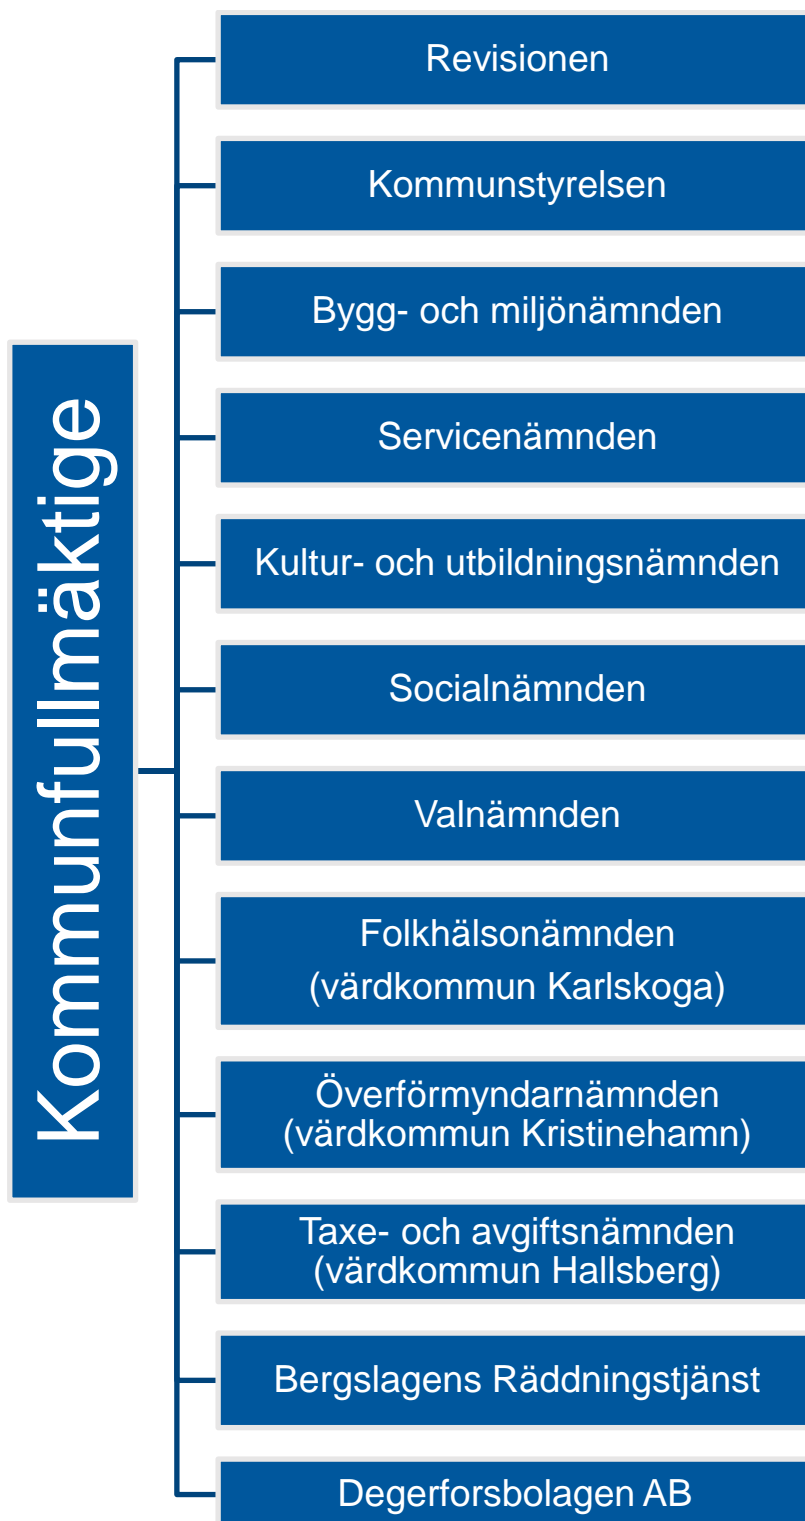 Kommunfullmäktige
Revisionen
Kommunstyrelsen
Bygg- och miljönämnden
Servicenämnden
Kultur- och utbildningsnämnden
Socialnämnden
Valnämnden
Folkhälsonämnden
(värdkommun Karlskoga)
Överförmyndarnämnden
(värdkommun Kristinehamn)
Taxe- och avgiftsnämnden
(värdkommun Hallsberg)
Bergslagens Räddningstjänst
Degerforsbolagen AB